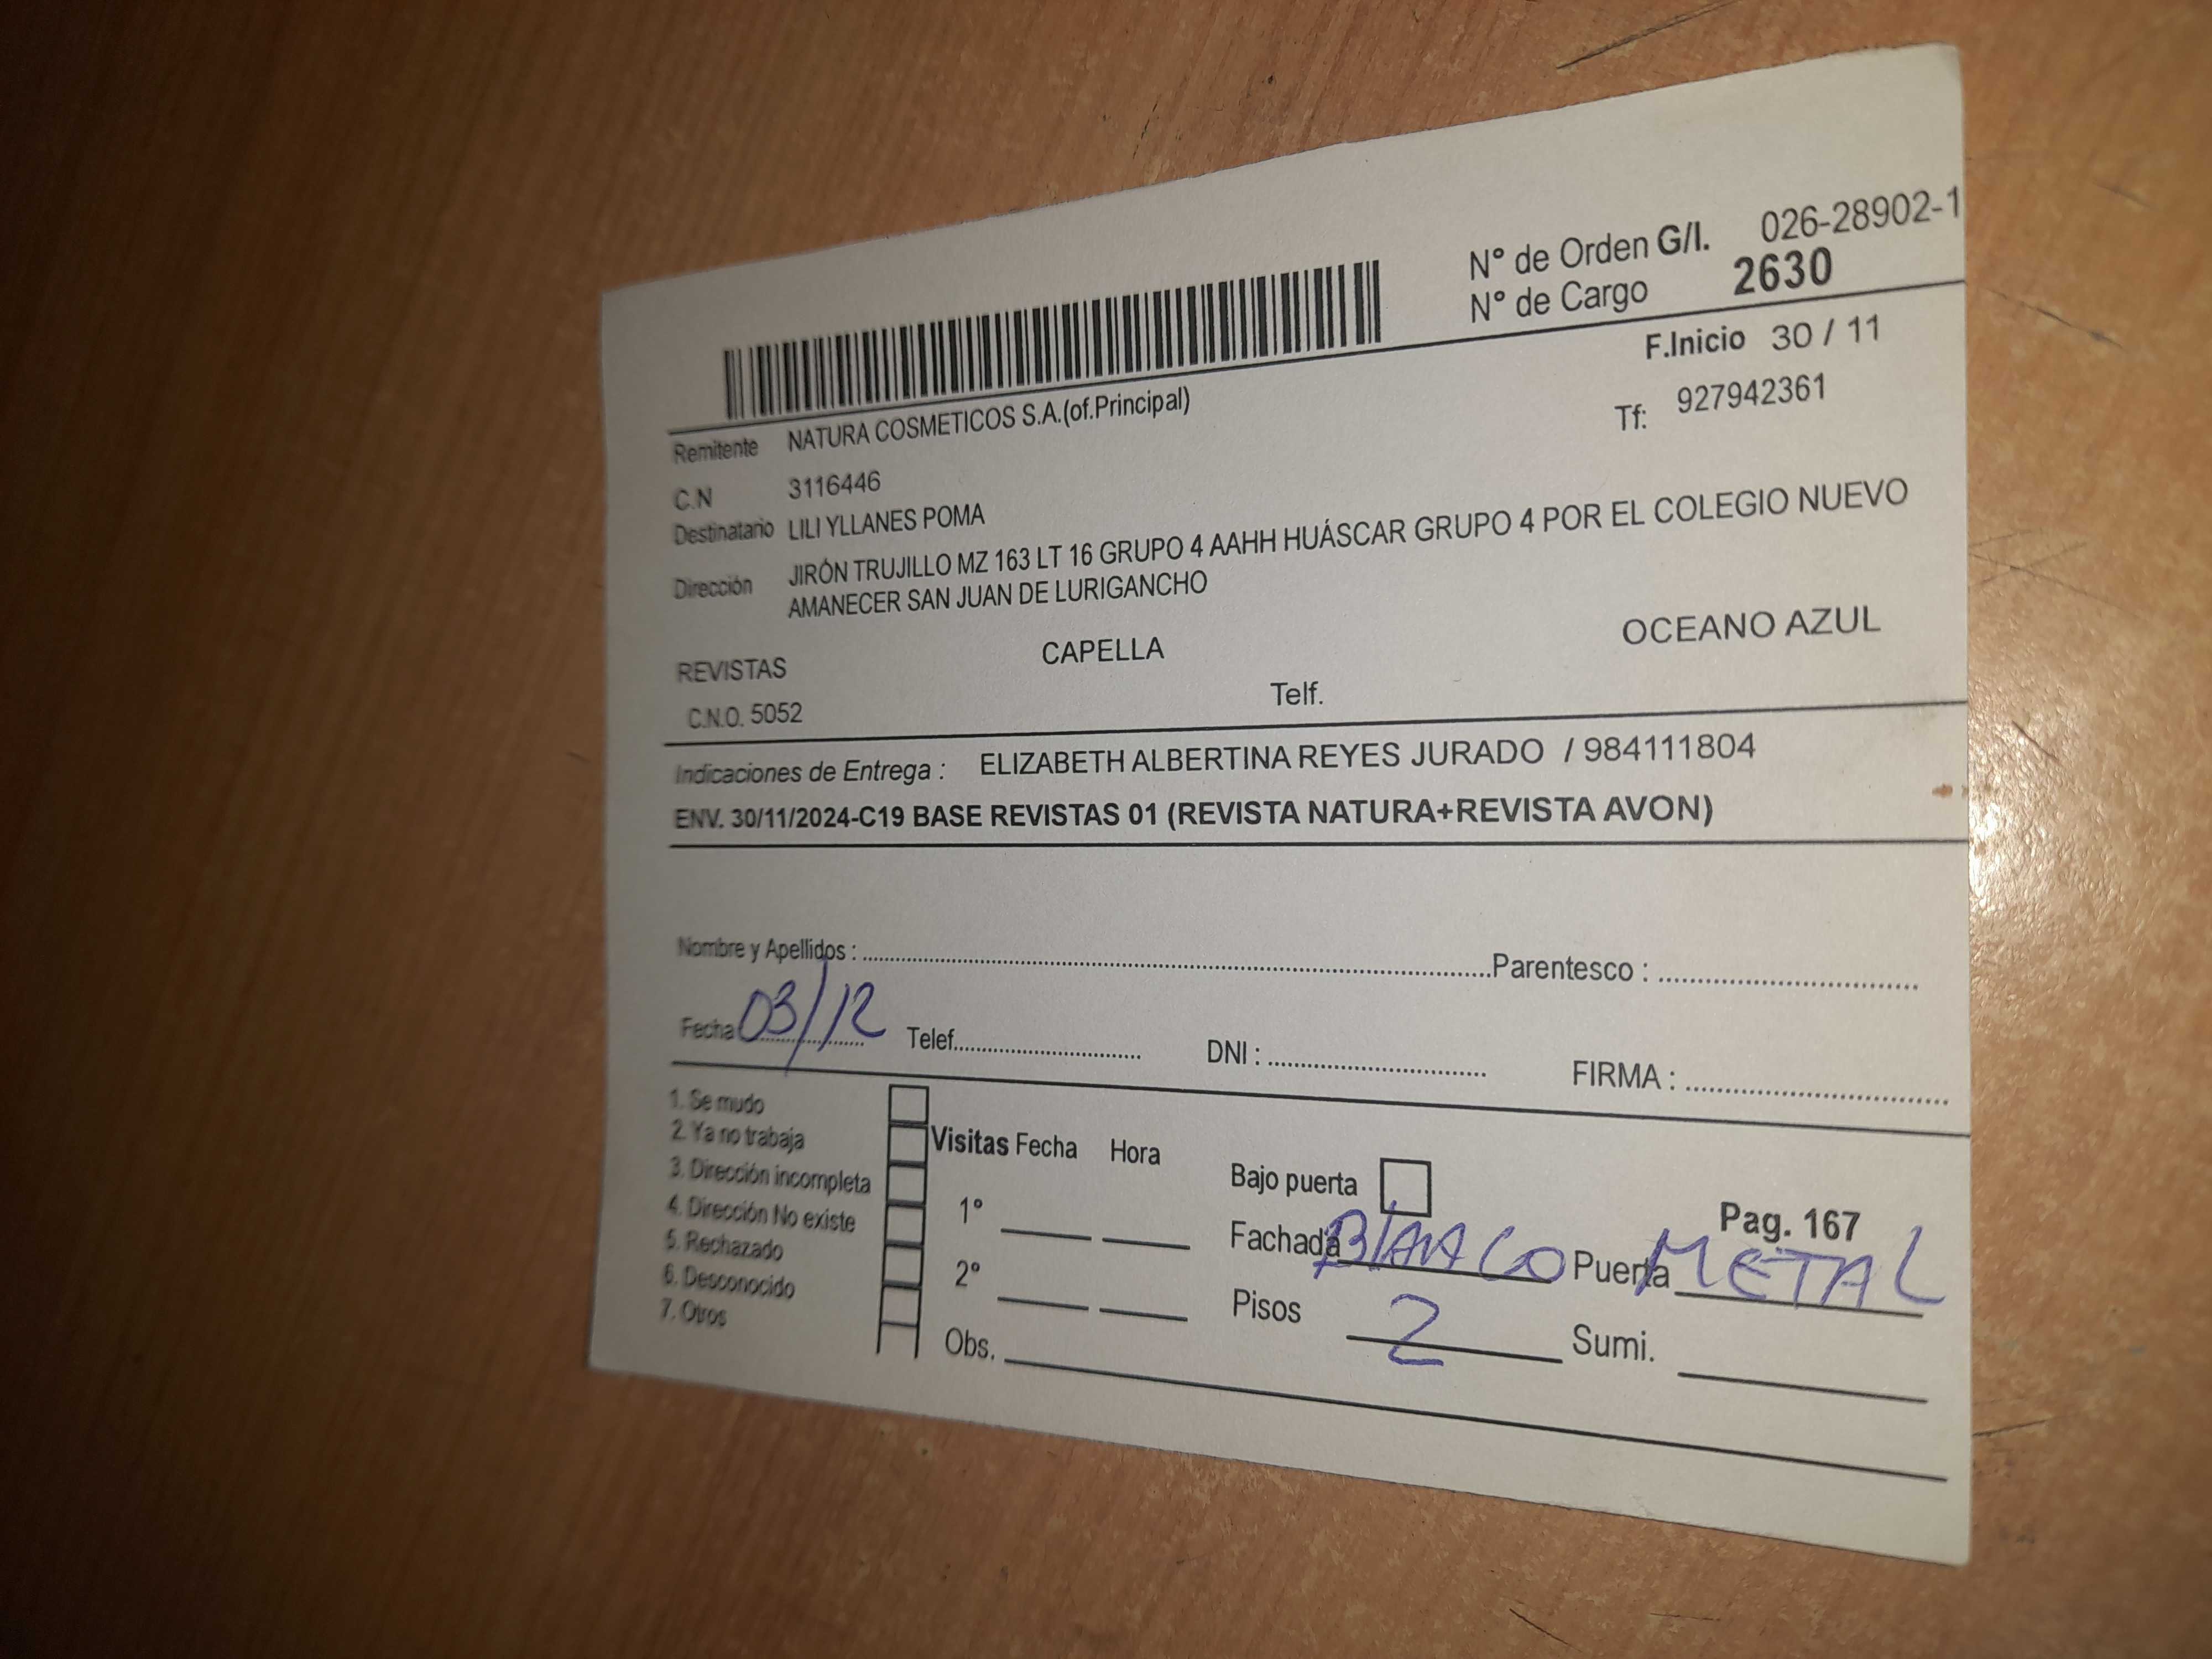 N° de Orden G/I. 026-28902-1
N° de Cargo 2630
F.Inicio 30 / 11
Remitente NATURA COSMETICOS S.A.(of.Principal)
Tf: 927942361
C.N 3116446
Destinatario LILI YLLANES POMA
Dirección JIRÓN TRUJILLO MZ 163 LT 16 GRUPO 4 AAHH HUÁSCAR GRUPO 4 POR EL COLEGIO NUEVO
AMANECER SAN JUAN DE LURIGANCHO
REVISTAS CAPELLA OCEANO AZUL
C.N.O. 5052 Telf.
Indicaciones de Entrega : ELIZABETH ALBERTINA REYES JURADO / 984111804
ENV. 30/11/2024-C19 BASE REVISTAS 01 (REVISTA NATURA+REVISTA AVON)
Nombre y Apellidos : Parentesco :
Fecha 03/12 Telef. DNI : FIRMA :
1. Se mudo
2. Ya no trabaja
3. Dirección incompleta
4. Dirección No existe
5. Rechazado
6. Desconocido
7. Otros
Visitas Fecha Hora
1°
2°
Obs.
Bajo puerta
Pag. 167
Fachada BlANCO Puerta METAL
Pisos 2 Sumi.